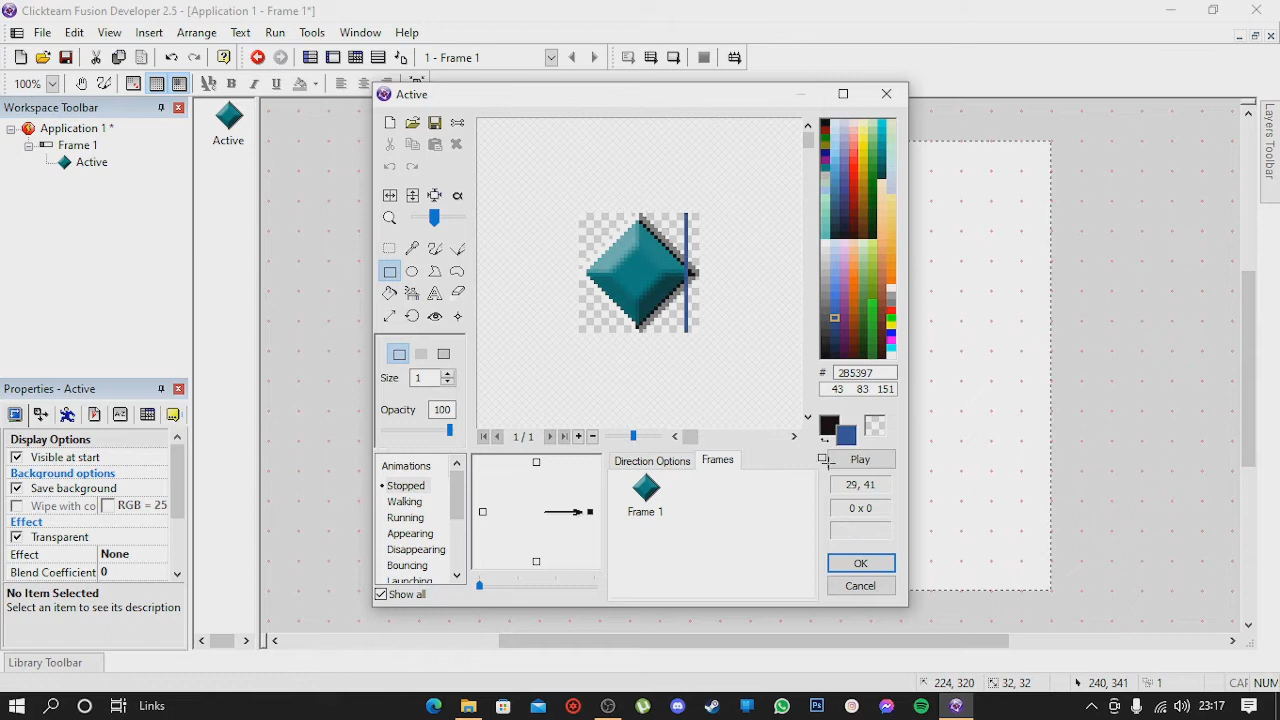 Clickteam Fusion Developer 2.5 - [Application 1 - Frame 1*]
File Edit View Insert Arrange Text Run Tools Window Help
1 - Frame 1
100%
Workspace Toolbar
Application 1 *
Frame 1
Active
Active
Active
Layers Toolbar
# 2B5397
43 83 151
Size 1
Opacity 100
1 / 1
Animations
Stopped
Walking
Running
Appearing
Disappearing
Bouncing
Launching
Show all
Direction Options Frames
Frame 1
Play
29, 41
0 x 0
OK
Cancel
Properties - Active
Display Options
Visible at start
Background options
Save background
Wipe with co RGB = 25
Effect
Transparent
Effect None
Blend Coefficient 0
No Item Selected
Select an item to see its description
Library Toolbar
224, 320 32, 32 240, 341 1 CAP NUM
Links
23:17